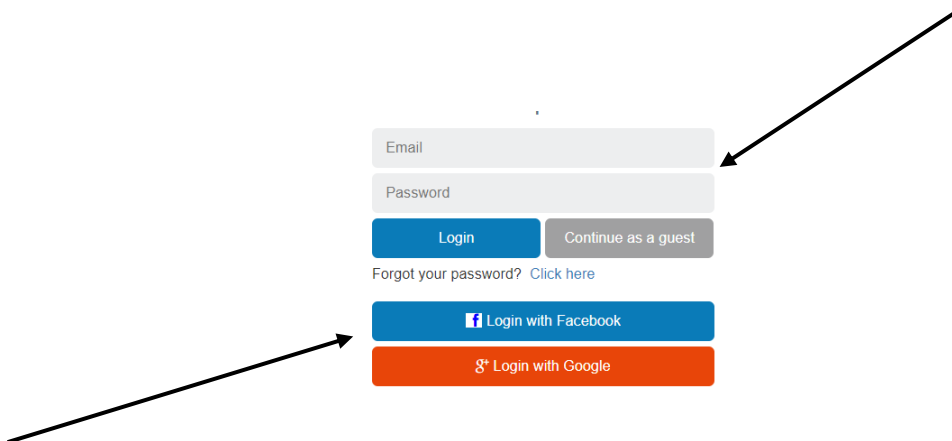 Email
Password
Login Continue as a guest
Forgot your password? Click here
f Login with Facebook
g+ Login with Google